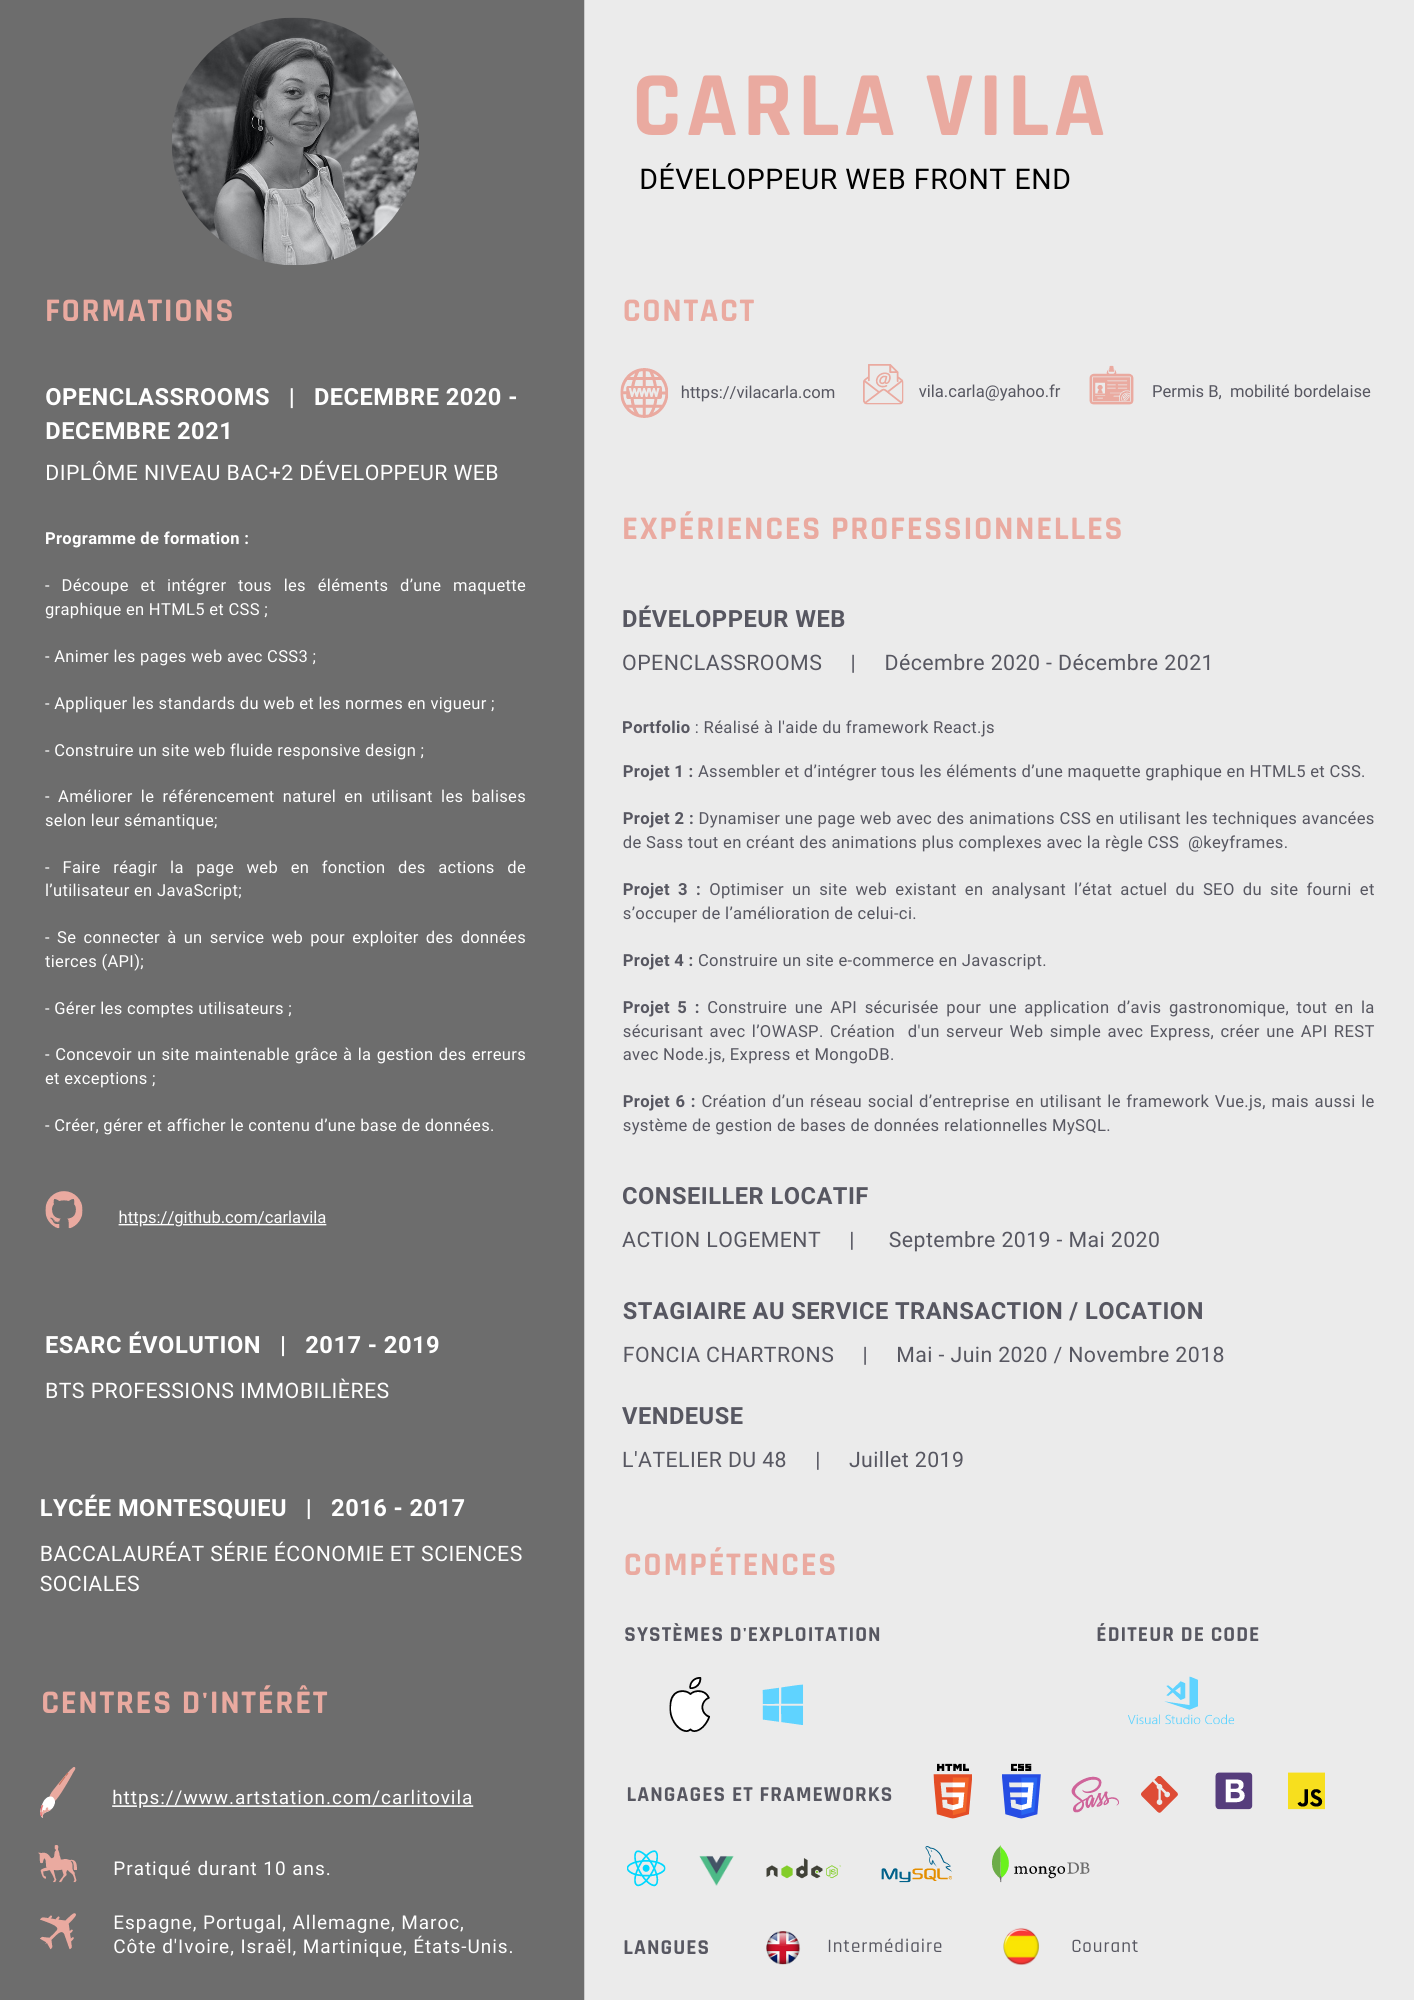 CARLA VILA
DÉVELOPPEUR WEB FRONT END
FORMATIONS
OPENCLASSROOMS | DECEMBRE 2020 -
DECEMBRE 2021
DIPLÔME NIVEAU BAC+2 DÉVELOPPEUR WEB
Programme de formation :
- Découpe et intégrer tous les éléments d’une maquette
graphique en HTML5 et CSS ;
- Animer les pages web avec CSS3 ;
- Appliquer les standards du web et les normes en vigueur ;
- Construire un site web fluide responsive design ;
- Améliorer le référencement naturel en utilisant les balises
selon leur sémantique;
- Faire réagir la page web en fonction des actions de
l’utilisateur en JavaScript;
- Se connecter à un service web pour exploiter des données
tierces (API);
- Gérer les comptes utilisateurs ;
- Concevoir un site maintenable grâce à la gestion des erreurs
et exceptions ;
- Créer, gérer et afficher le contenu d’une base de données.
https://github.com/carlavila
ESARC ÉVOLUTION | 2017 - 2019
BTS PROFESSIONS IMMOBILIÈRES
LYCÉE MONTESQUIEU | 2016 - 2017
BACCALAURÉAT SÉRIE ÉCONOMIE ET SCIENCES
SOCIALES
CENTRES D'INTÉRÊT
https://www.artstation.com/carlitovila
Pratiqué durant 10 ans.
Espagne, Portugal, Allemagne, Maroc,
Côte d'Ivoire, Israël, Martinique, États-Unis.
CONTACT
WWW https://vilacarla.com @ vila.carla@yahoo.fr Permis B, mobilité bordelaise
EXPÉRIENCES PROFESSIONNELLES
DÉVELOPPEUR WEB
OPENCLASSROOMS | Décembre 2020 - Décembre 2021
Portfolio : Réalisé à l'aide du framework React.js
Projet 1 : Assembler et d’intégrer tous les éléments d’une maquette graphique en HTML5 et CSS.
Projet 2 : Dynamiser une page web avec des animations CSS en utilisant les techniques avancées
de Sass tout en créant des animations plus complexes avec la règle CSS @keyframes.
Projet 3 : Optimiser un site web existant en analysant l’état actuel du SEO du site fourni et
s’occuper de l’amélioration de celui-ci.
Projet 4 : Construire un site e-commerce en Javascript.
Projet 5 : Construire une API sécurisée pour une application d’avis gastronomique, tout en la
sécurisant avec l’OWASP. Création d'un serveur Web simple avec Express, créer une API REST
avec Node.js, Express et MongoDB.
Projet 6 : Création d’un réseau social d’entreprise en utilisant le framework Vue.js, mais aussi le
système de gestion de bases de données relationnelles MySQL.
CONSEILLER LOCATIF
ACTION LOGEMENT | Septembre 2019 - Mai 2020
STAGIAIRE AU SERVICE TRANSACTION / LOCATION
FONCIA CHARTRONS | Mai - Juin 2020 / Novembre 2018
VENDEUSE
L'ATELIER DU 48 | Juillet 2019
COMPÉTENCES
SYSTÈMES D'EXPLOITATION ÉDITEUR DE CODE
Visual Studio Code
LANGAGES ET FRAMEWORKS HTML 5 CSS 3 Sass B JS
node JS MySQL mongoDB
LANGUES Intermédiaire Courant